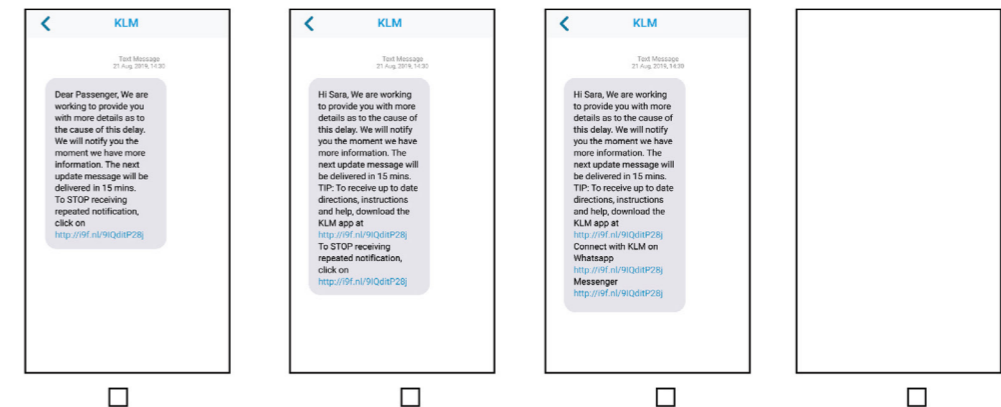 KLM
Text Message
21 Aug, 2019, 14:30
Dear Passenger, We are
working to provide you
with more details as to
the cause of this delay.
We will notify you the
moment we have more
information. The next
update message will be
delivered in 15 mins.
To STOP receiving
repeated notification,
click on
http://i9f.nl/9IQditP28j
KLM
Text Message
21 Aug, 2019, 14:30
Hi Sara, We are working
to provide you with more
details as to the cause of
this delay. We will notify
you the moment we have
more information. The
next update message will
be delivered in 15 mins.
TIP: To receive up to date
directions, instructions
and help, download the
KLM app at
http://i9f.nl/9IQditP28j
To STOP receiving
repeated notification,
click on
http://i9f.nl/9IQditP28j
KLM
Text Message
21 Aug, 2019, 14:30
Hi Sara, We are working
to provide you with more
details as to the cause of
this delay. We will notify
you the moment we have
more information. The
next update message will
be delivered in 15 mins.
TIP: To receive up to date
directions, instructions
and help, download the
KLM app at
http://i9f.nl/9IQditP28j
Connect with KLM on
Whatsapp
http://i9f.nl/9IQditP28j
Messenger
http://i9f.nl/9IQditP28j